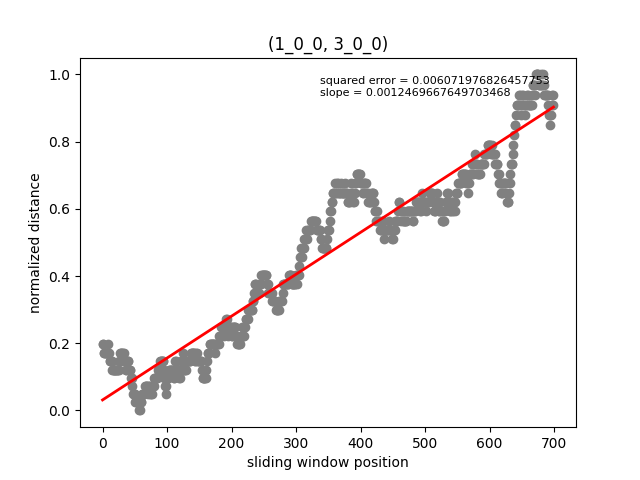 (1_0_0, 3_0_0)
squared error = 0.006071976826457753
slope = 0.0012469667649703468
normalized distance
1.0
0.8
0.6
0.4
0.2
0.0
0 100 200 300 400 500 600 700
sliding window position